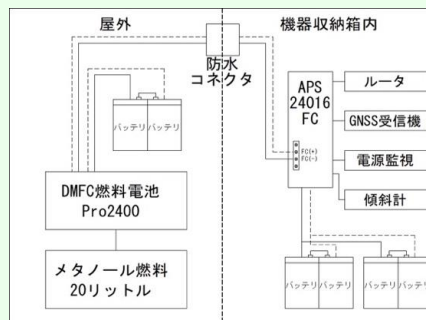 屋外
機器収納箱内
防水
コネクタ
バッテリ バッテリ
DMFC燃料電池
Pro2400
メタノール燃料
20リットル
APS
24016
FC
FC(+)
FC(-)
ルータ
GNSS受信機
電源監視
傾斜計
バッテリ バッテリ
バッテリ バッテリ